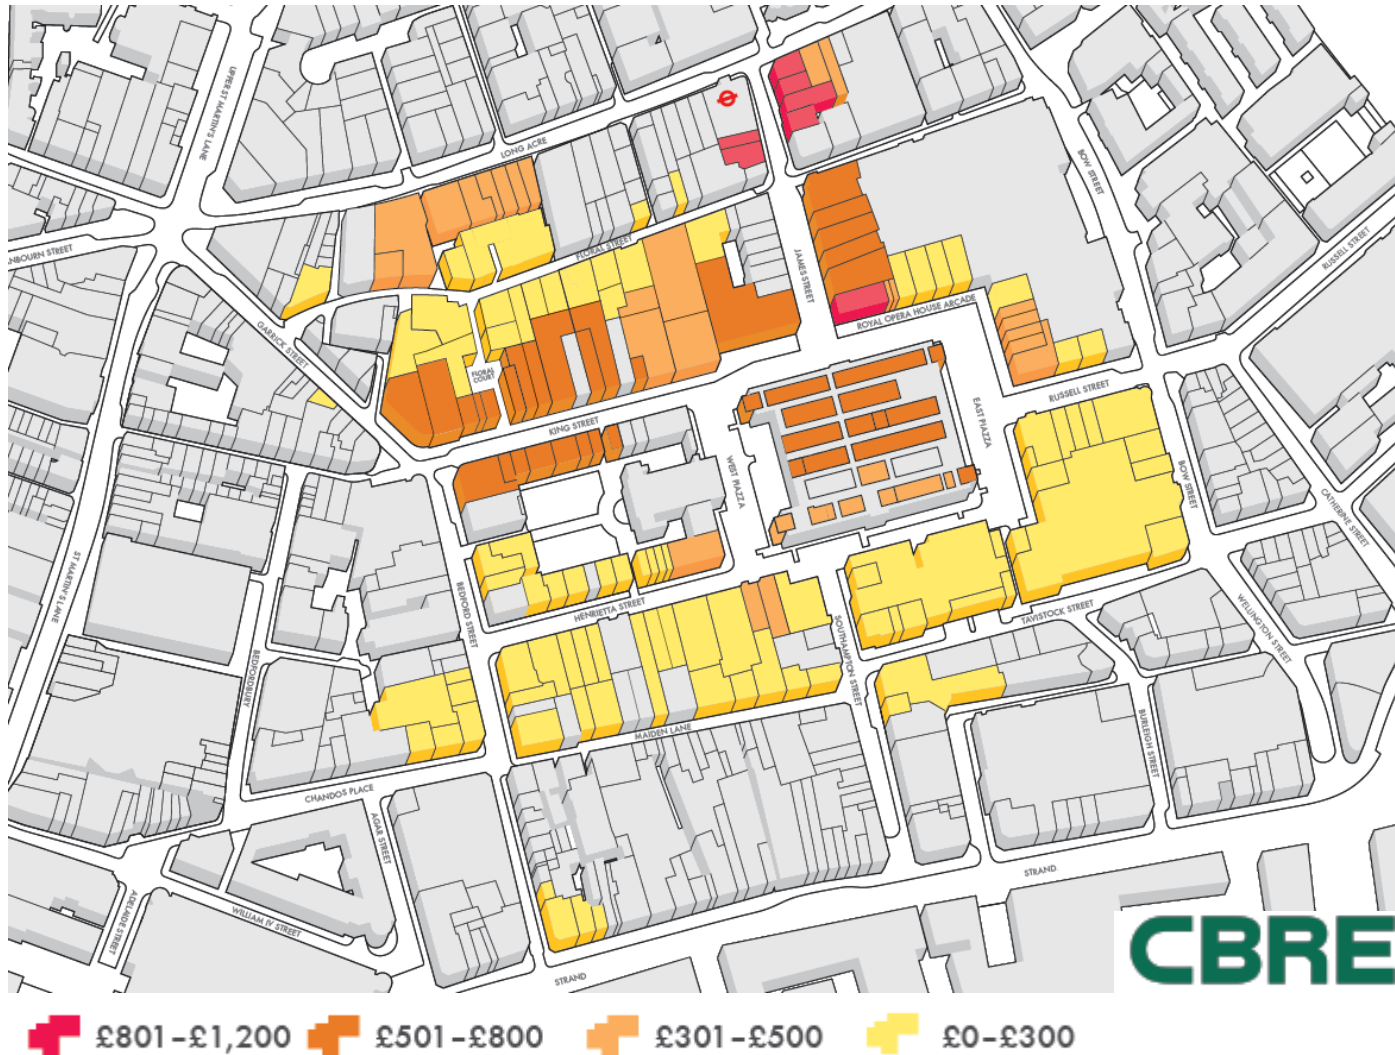 UPPER ST MARTIN'S LANE
LONG ACRE
BOW STREET
RUSSELL STREET
NBOURN STREET
FLORAL STREET
JAMES STREET
GARRICK STREET
ROYAL OPERA HOUSE ARCADE
FLORAL
COURT
KING STREET
RUSSELL STREET
EAST PIAZZA
WEST PIAZZA
BOW STREET
CATHERINE STREET
ST MARTIN'S LANE
BEDFORD STREET
HENRIETTA STREET
SOUTHAMPTON STREET
TAVISTOCK STREET
WELLINGTON STREET
BEDFORDBURY
MAIDEN LANE
BURLEIGH STREET
CHANDOS PLACE
AGAR STREET
STRAND
ADELAIDE STREET
WILLIAM IV STREET
STRAND
CBRE
£801-£1,200
£501-£800
£301-£500
£0-£300